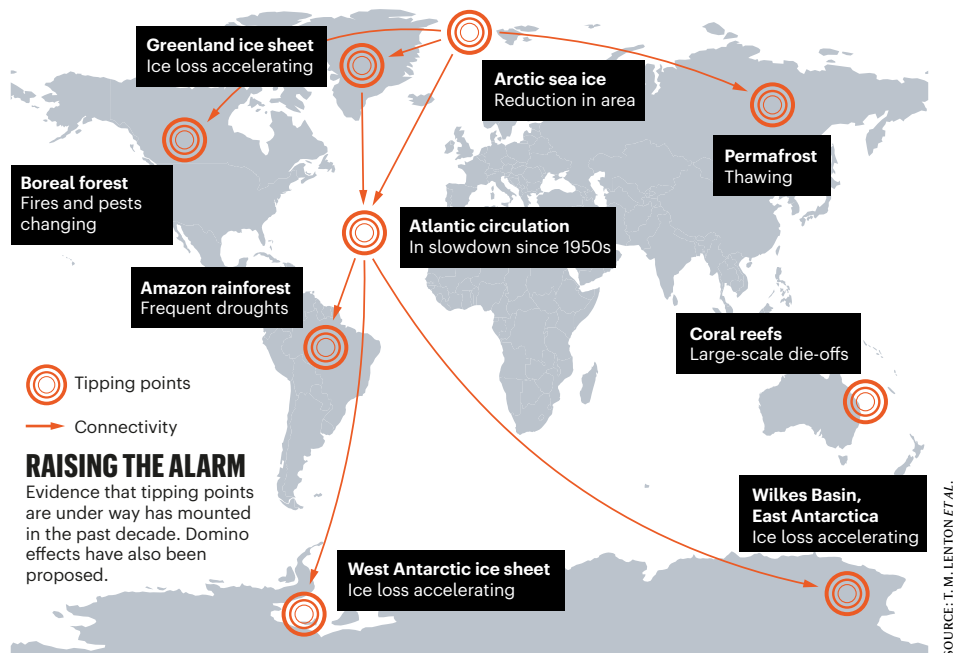 Greenland ice sheet
Ice loss accelerating
Arctic sea ice
Reduction in area
Permafrost
Thawing
Boreal forest
Fires and pests
changing
Atlantic circulation
In slowdown since 1950s
Amazon rainforest
Frequent droughts
Coral reefs
Large-scale die-offs
Tipping points
Connectivity
RAISING THE ALARM
Evidence that tipping points
are under way has mounted
in the past decade. Domino
effects have also been
proposed.
Wilkes Basin,
East Antarctica
Ice loss accelerating
West Antarctic ice sheet
Ice loss accelerating
SOURCE: T. M. LENTON ET AL.